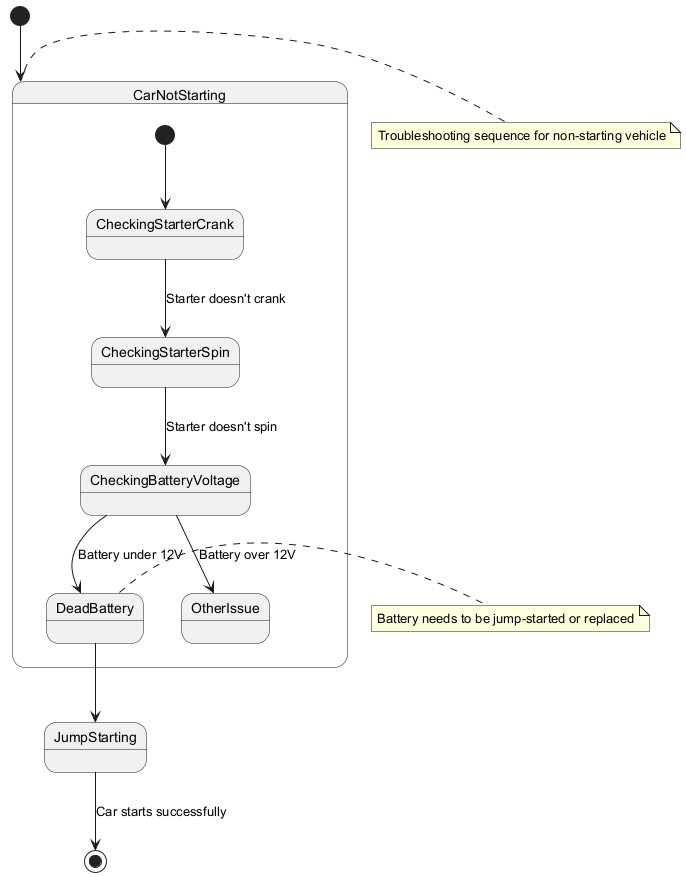 CarNotStarting
Troubleshooting sequence for non-starting vehicle
CheckingStarterCrank
Starter doesn't crank
CheckingStarterSpin
Starter doesn't spin
CheckingBatteryVoltage
Battery under 12V
Battery over 12V
DeadBattery
OtherIssue
Battery needs to be jump-started or replaced
JumpStarting
Car starts successfully